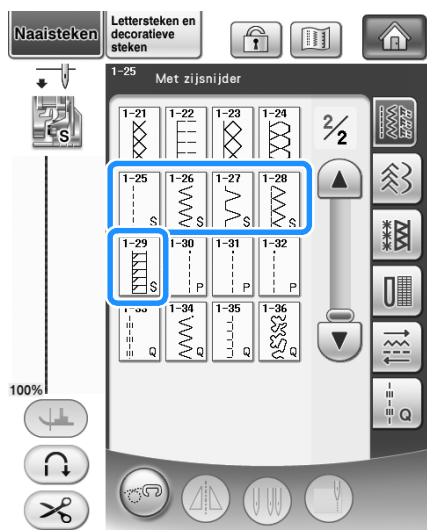 Naaisteken
Lettersteken en
decoratieve
steken
1-25
Met zijsnijder
S
1-21 1-22 1-23 1-24
2/2
1-25 1-26 1-27 1-28
S S S S
1-29 1-30 1-31 1-32
S P P P
1-33 1-34 1-35 1-36
Q Q Q Q
100%
Q